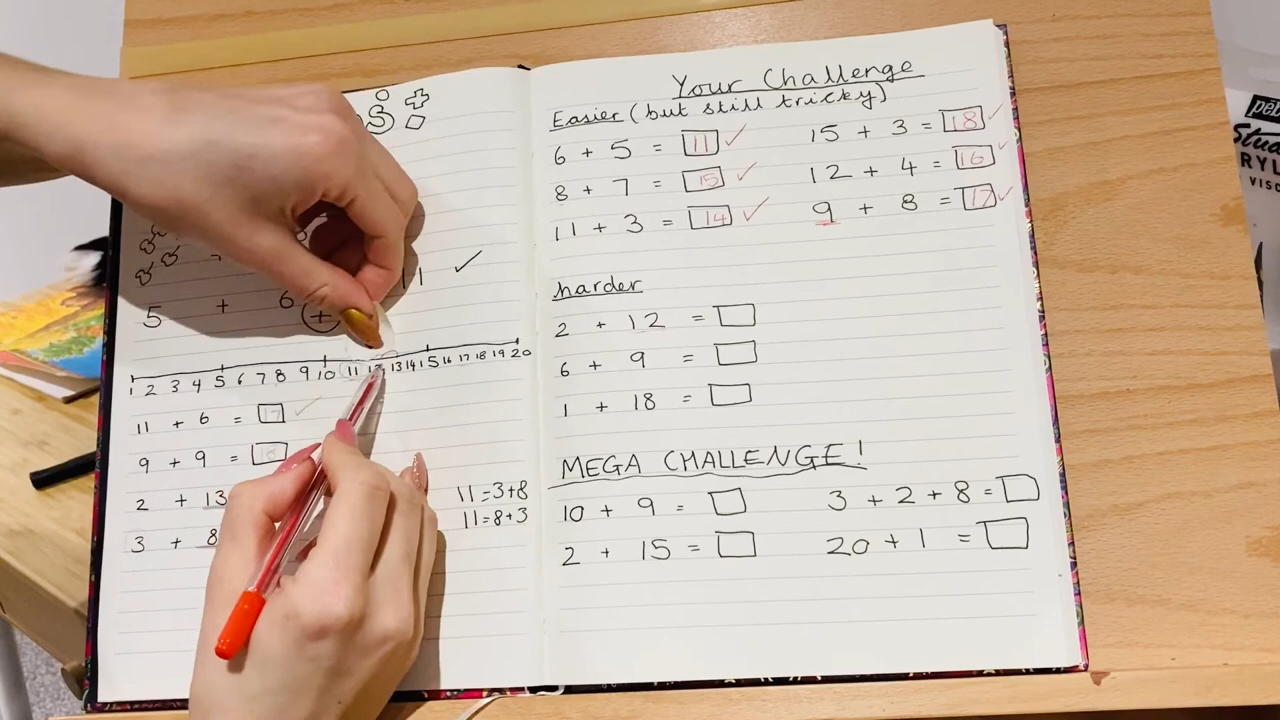 11 ✓
5 + 6
+
1 2 3 4 5 6 7 8 9 10 11 12 13 14 15 16 17 18 19 20
11 + 6 = 17 ✓
9 + 9 = 18
2 + 13
3 + 8
11 = 3+8
11 = 8+3
Your Challenge
Easier (but still tricky)
6 + 5 = 11 ✓
8 + 7 = 15 ✓
11 + 3 = 14 ✓
15 + 3 = 18 ✓
12 + 4 = 16 ✓
9 + 8 = 17 ✓
harder
2 + 12 =
6 + 9 =
1 + 18 =
MEGA CHALLENGE!
10 + 9 =
2 + 15 =
3 + 2 + 8 =
20 + 1 =